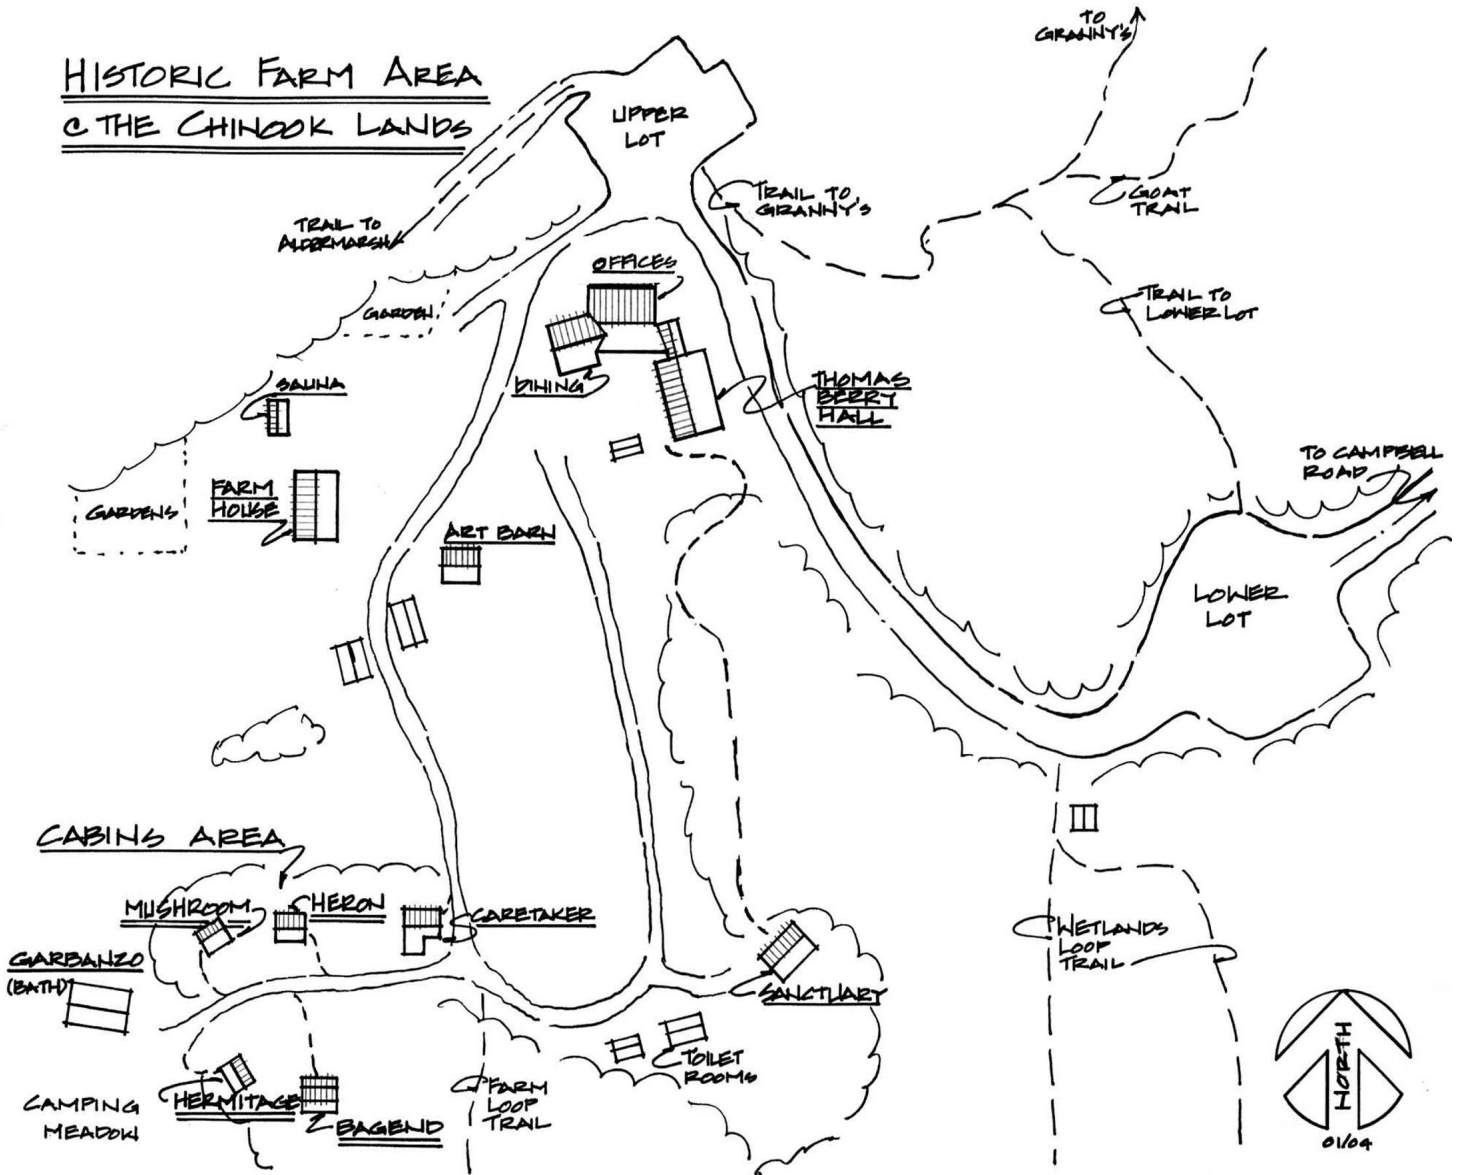 HISTORIC FARM AREA
@ THE CHINOOK LANDS
TO
GRANNY'S
UPPER
LOT
TRAIL TO
GRANNY'S
GOAT
TRAIL
TRAIL TO
ALDERMARSH
OFFICES
GARDEN
TRAIL TO
LOWER LOT
SAUNA
DINING
THOMAS
BERRY
HALL
TO CAMPBELL
ROAD
FARM
HOUSE
GARDENS
ART BARN
LOWER
LOT
CABINS AREA
MUSHROOM
HERON
CARETAKER
GARBANZO
(BATH)
WETLANDS
LOOP
TRAIL
SANCTUARY
TOILET
ROOMS
HERMITAGE
FARM
LOOP
TRAIL
BAGEND
CAMPING
MEADOW
NORTH
01/04